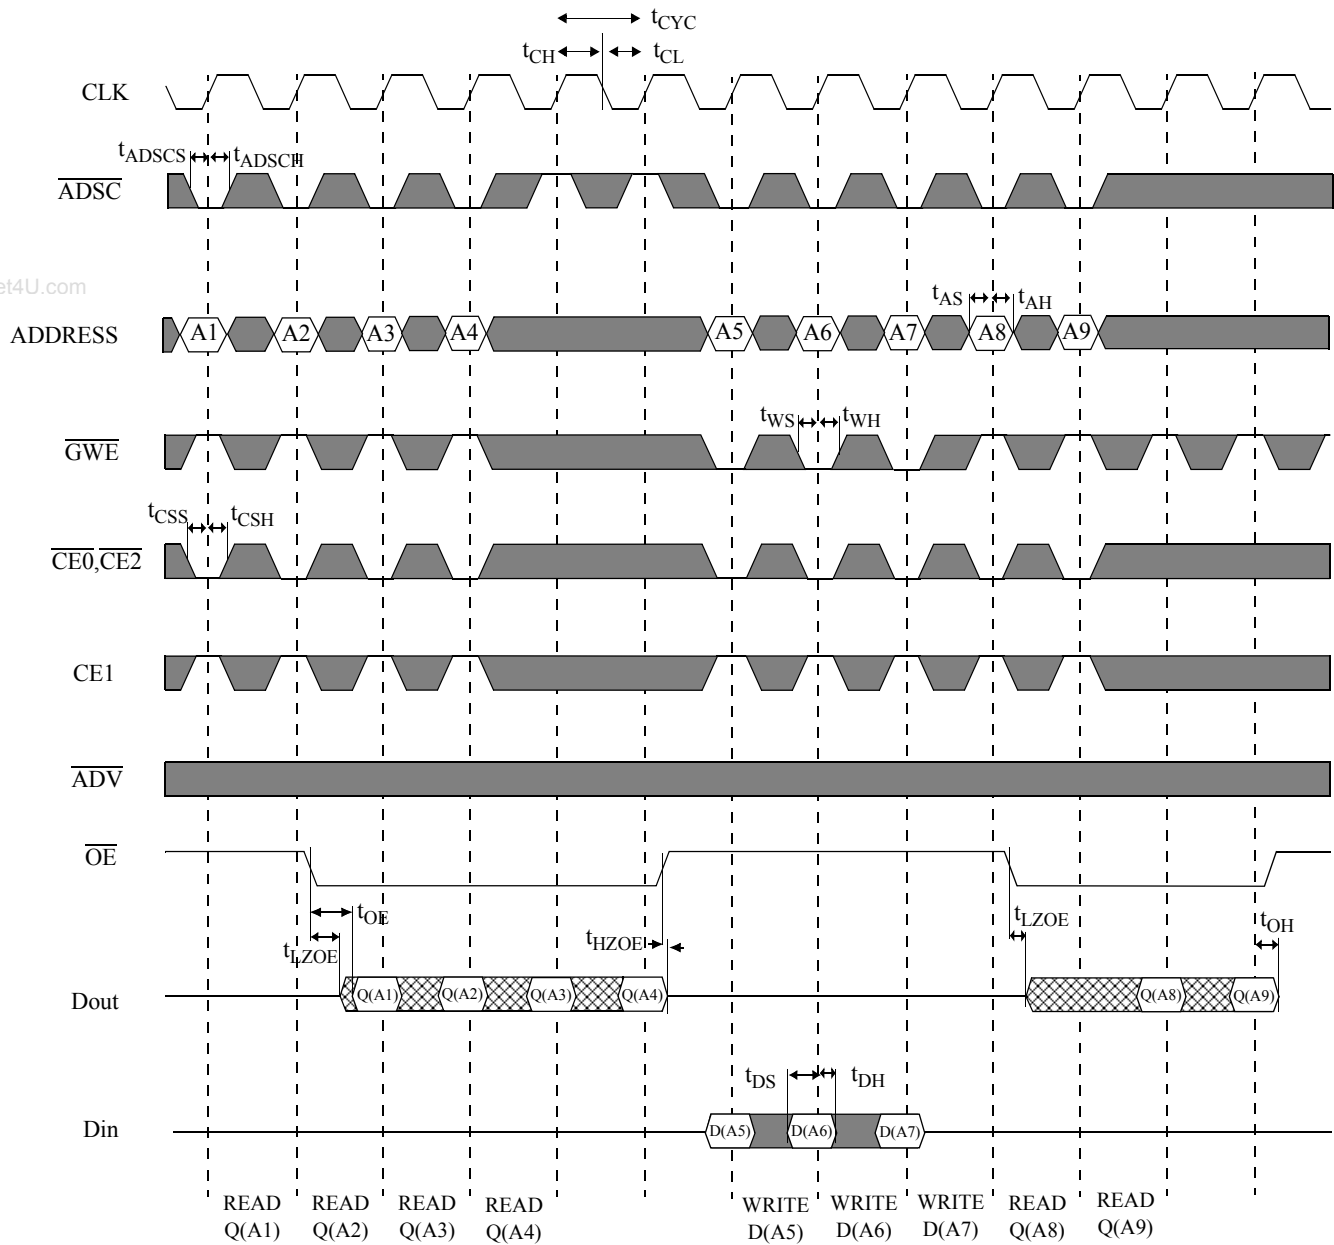 tCYC
tCH tCL
CLK
tADSCS tADSCH
ADSC
et4U.com
tAS tAH
ADDRESS A1 A2 A3 A4 A5 A6 A7 A8 A9
tWS tWH
GWE
tCSS tCSH
CE0,CE2
CE1
ADV
OE
tOE tLZOE
tLZOE tHZOE tOH
Dout Q(A1) Q(A2) Q(A3) Q(A4) Q(A8) Q(A9)
tDS tDH
Din D(A5) D(A6) D(A7)
READ READ READ READ WRITE WRITE WRITE READ READ
Q(A1) Q(A2) Q(A3) Q(A4) D(A5) D(A6) D(A7) Q(A8) Q(A9)